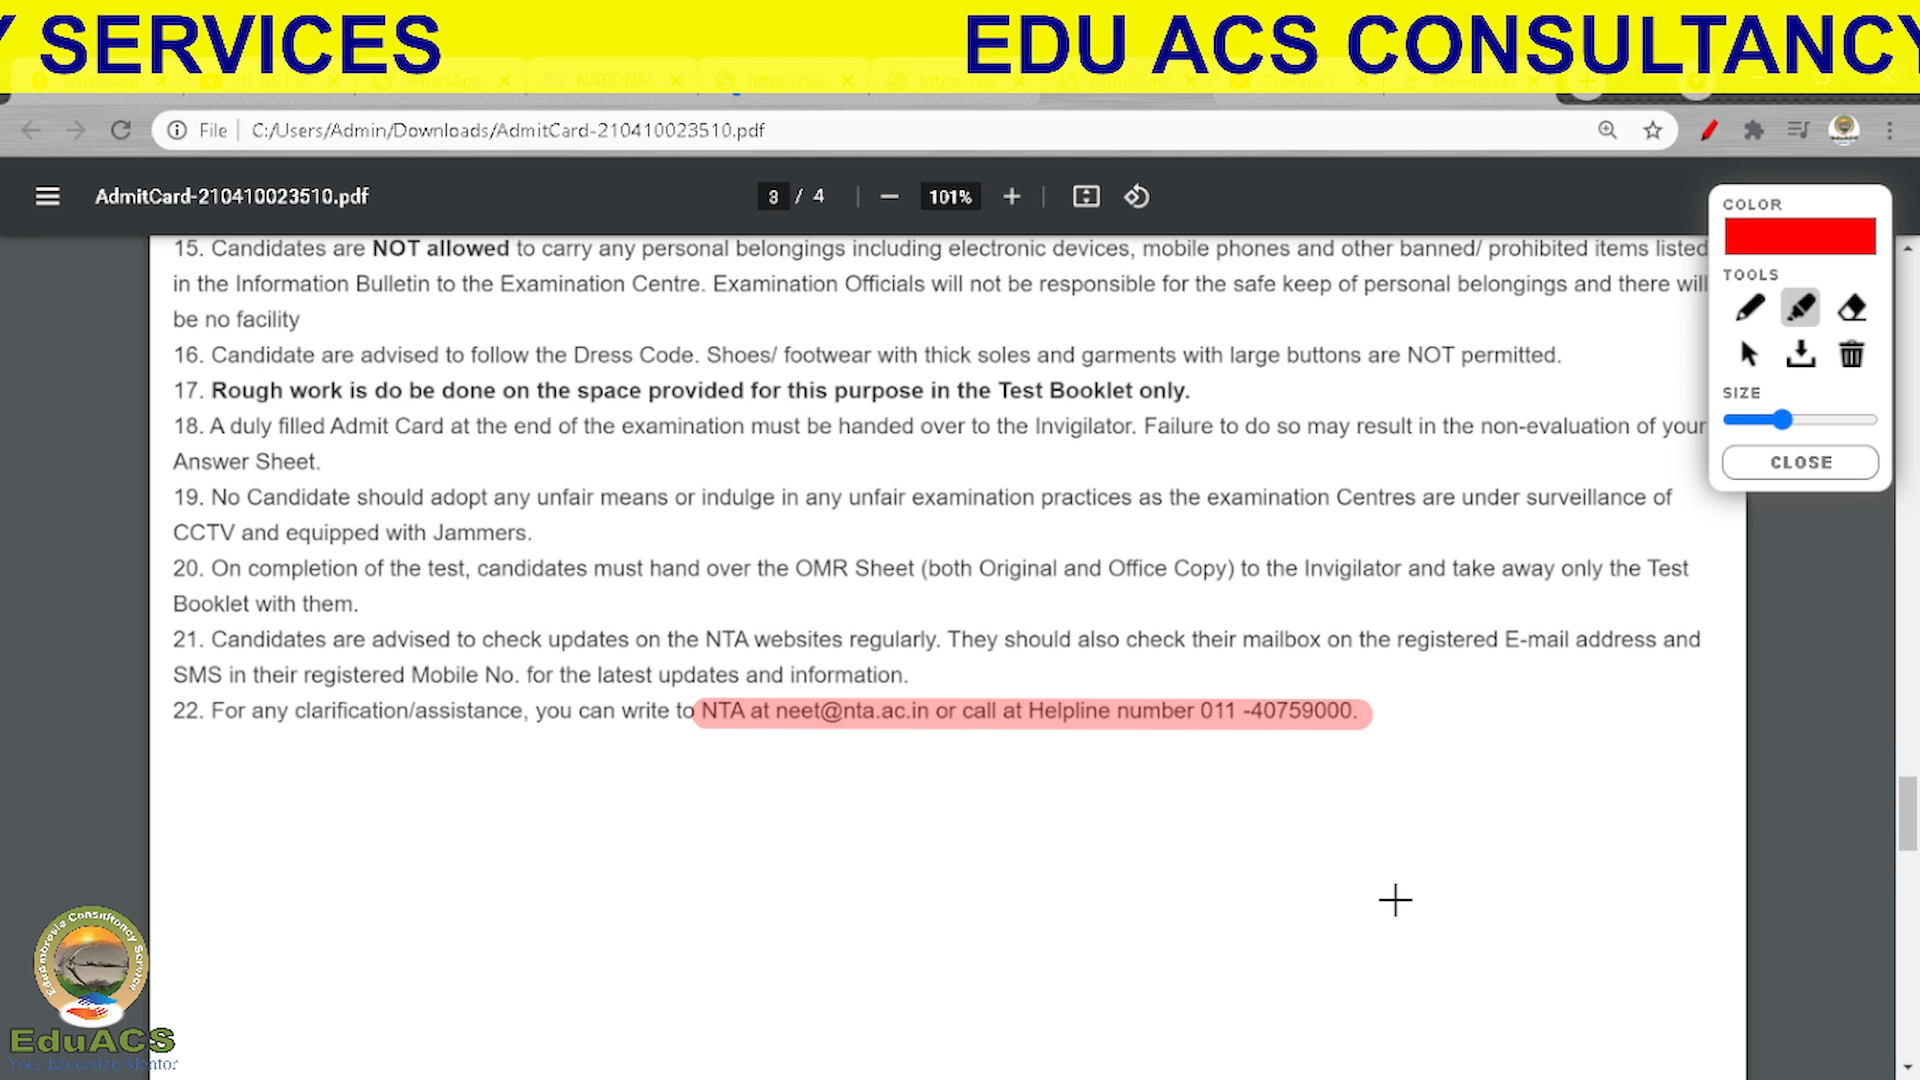 Y SERVICES EDU ACS CONSULTANCY
File C:/Users/Admin/Downloads/AdmitCard-210410023510.pdf
AdmitCard-210410023510.pdf 3 / 4 101%
COLOR
TOOLS
SIZE
CLOSE
15. Candidates are NOT allowed to carry any personal belongings including electronic devices, mobile phones and other banned/ prohibited items listed
in the Information Bulletin to the Examination Centre. Examination Officials will not be responsible for the safe keep of personal belongings and there will
be no facility
16. Candidate are advised to follow the Dress Code. Shoes/ footwear with thick soles and garments with large buttons are NOT permitted.
17. Rough work is do be done on the space provided for this purpose in the Test Booklet only.
18. A duly filled Admit Card at the end of the examination must be handed over to the Invigilator. Failure to do so may result in the non-evaluation of your
Answer Sheet.
19. No Candidate should adopt any unfair means or indulge in any unfair examination practices as the examination Centres are under surveillance of
CCTV and equipped with Jammers.
20. On completion of the test, candidates must hand over the OMR Sheet (both Original and Office Copy) to the Invigilator and take away only the Test
Booklet with them.
21. Candidates are advised to check updates on the NTA websites regularly. They should also check their mailbox on the registered E-mail address and
SMS in their registered Mobile No. for the latest updates and information.
22. For any clarification/assistance, you can write to NTA at neet@nta.ac.in or call at Helpline number 011 -40759000.
Consultancy
EduACS
Your Education Mentor